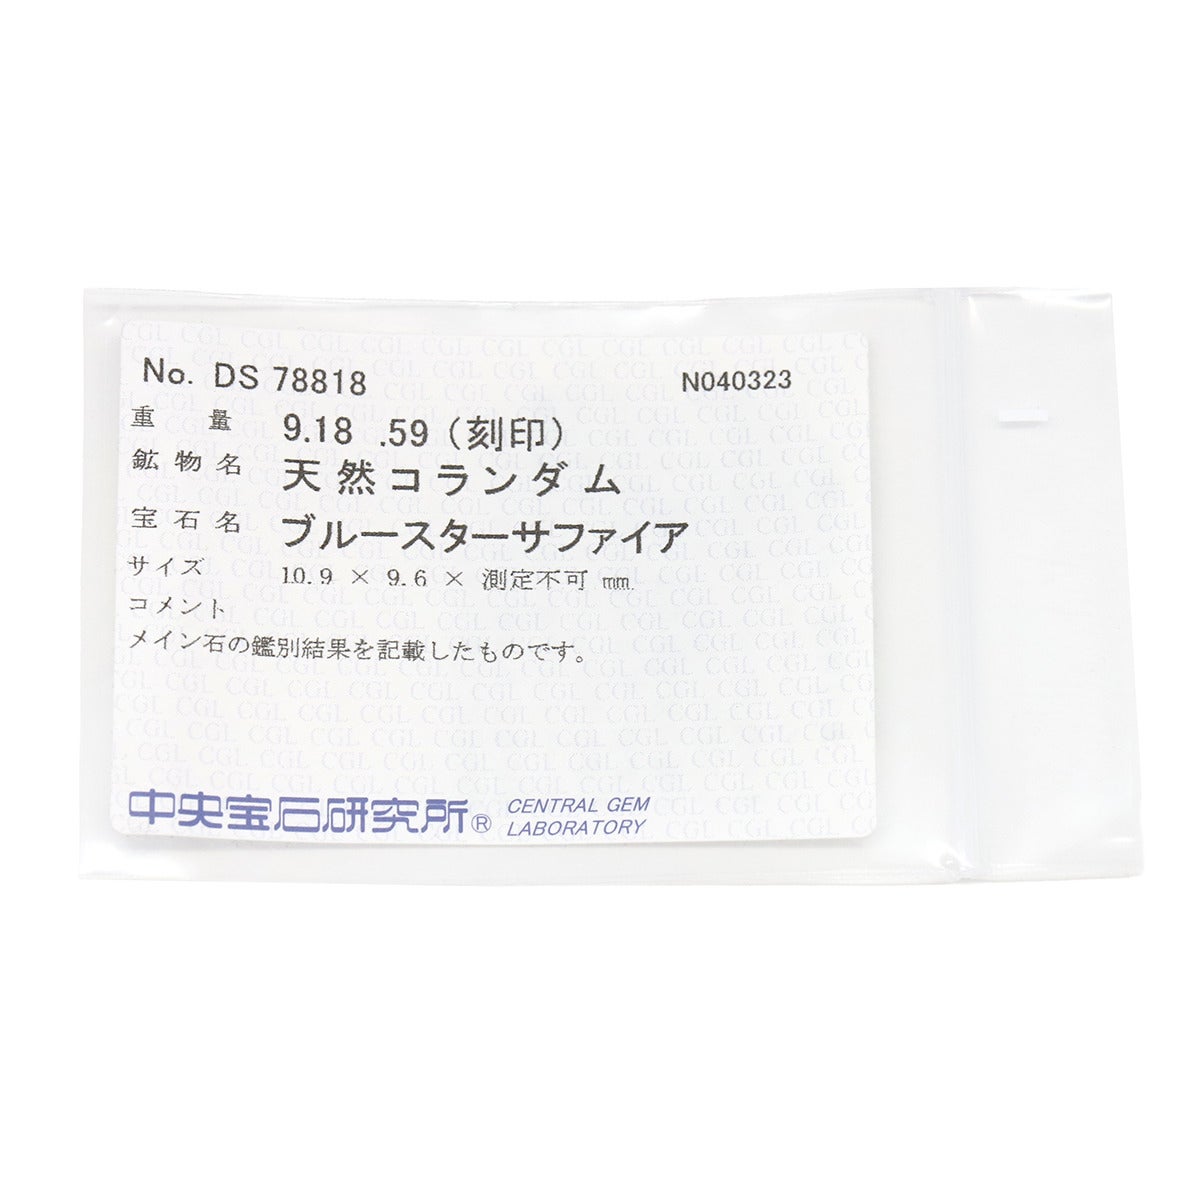 No. DS 78818 N040323
重 量 9.18 .59 (刻印)
鉱物名 天然コランダム
宝石名 ブルースターサファイア
サイズ 10.9 × 9.6 × 測定不可 mm
コメント
メイン石の鑑別結果を記載したものです。
中央宝石研究所® CENTRAL GEM
LABORATORY